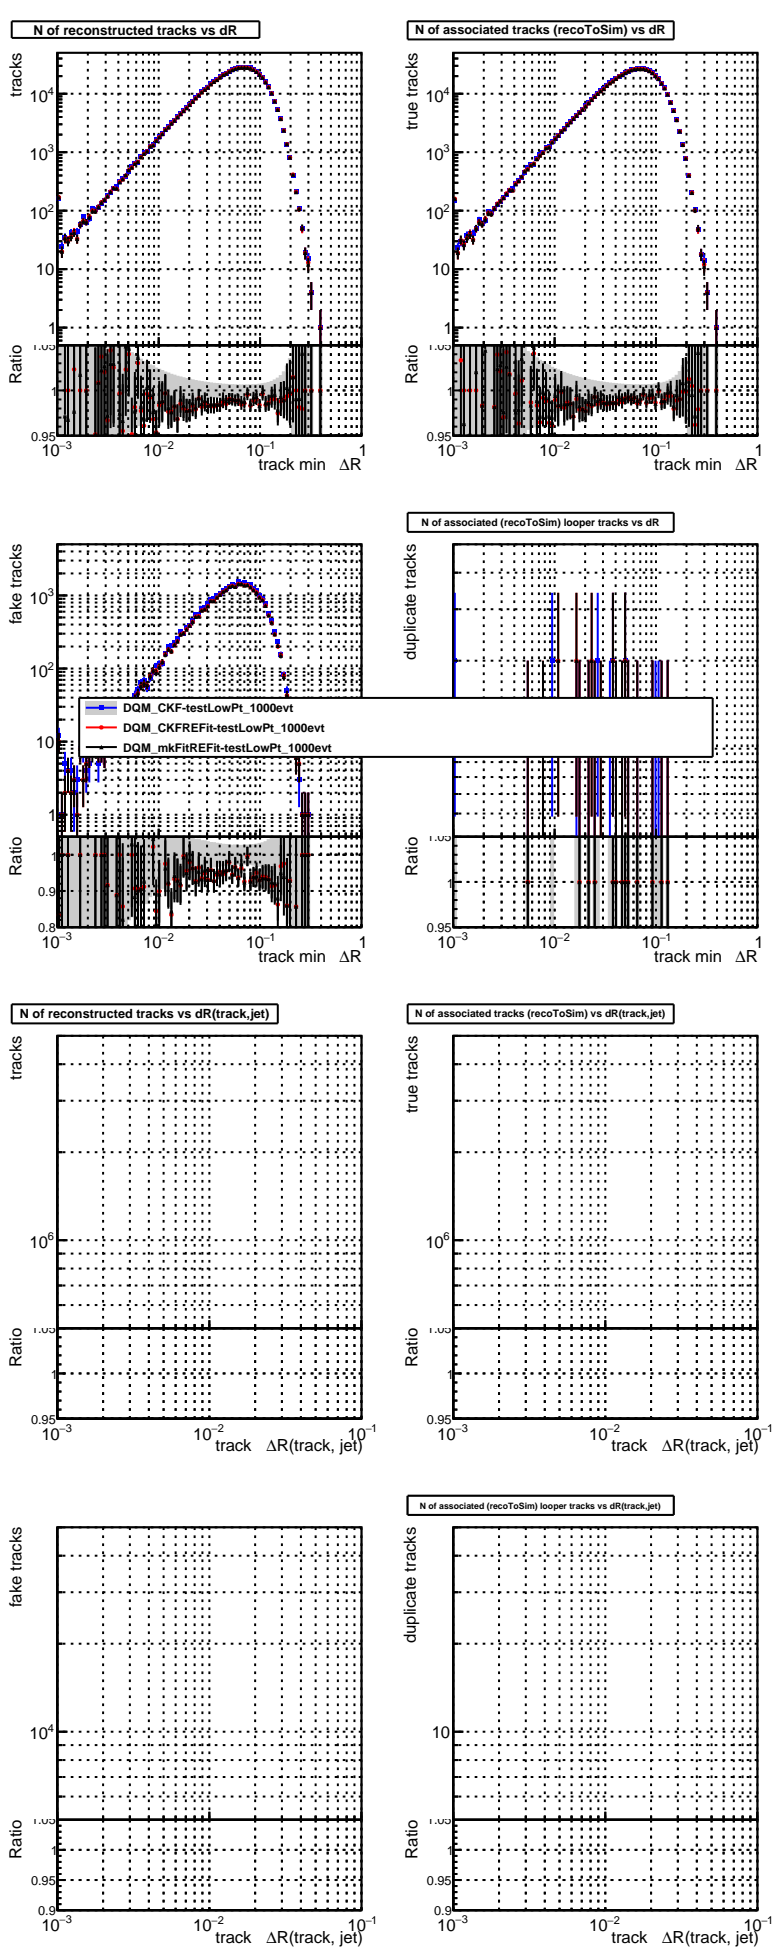 N of reconstructed tracks vs dR
N of associated tracks (recoToSim) vs dR
tracks
10⁴
10³
10²
10
1
Ratio
1.05
1
0.95
10⁻³
10⁻²
10⁻¹
1
track min ΔR
true tracks
10⁴
10³
10²
10
1
Ratio
1.05
1
0.95
10⁻³
10⁻²
10⁻¹
1
track min ΔR
N of associated (recoToSim) looper tracks vs dR
fake tracks
10³
10²
10
1
Ratio
1
0.9
0.8
10⁻³
10⁻²
10⁻¹
1
track min ΔR
duplicate tracks
DQM_CKF-testLowPt_1000evt
DQM_CKFREFit-testLowPt_1000evt
DQM_mkFitREFit-testLowPt_1000evt
Ratio
1.05
1
0.95
10⁻³
10⁻²
10⁻¹
1
track min ΔR
N of reconstructed tracks vs dR(track,jet)
N of associated tracks (recoToSim) vs dR(track,jet)
tracks
10⁶
Ratio
1.05
1
0.95
10⁻³
10⁻²
10⁻¹
track ΔR(track, jet)
true tracks
10⁶
Ratio
1.05
1
0.95
10⁻³
10⁻²
10⁻¹
track ΔR(track, jet)
N of associated (recoToSim) looper tracks vs dR(track,jet)
fake tracks
10⁴
Ratio
1.05
1
0.95
0.9
10⁻³
10⁻²
10⁻¹
track ΔR(track, jet)
duplicate tracks
10
Ratio
1.05
1
0.95
0.9
10⁻³
10⁻²
10⁻¹
track ΔR(track, jet)